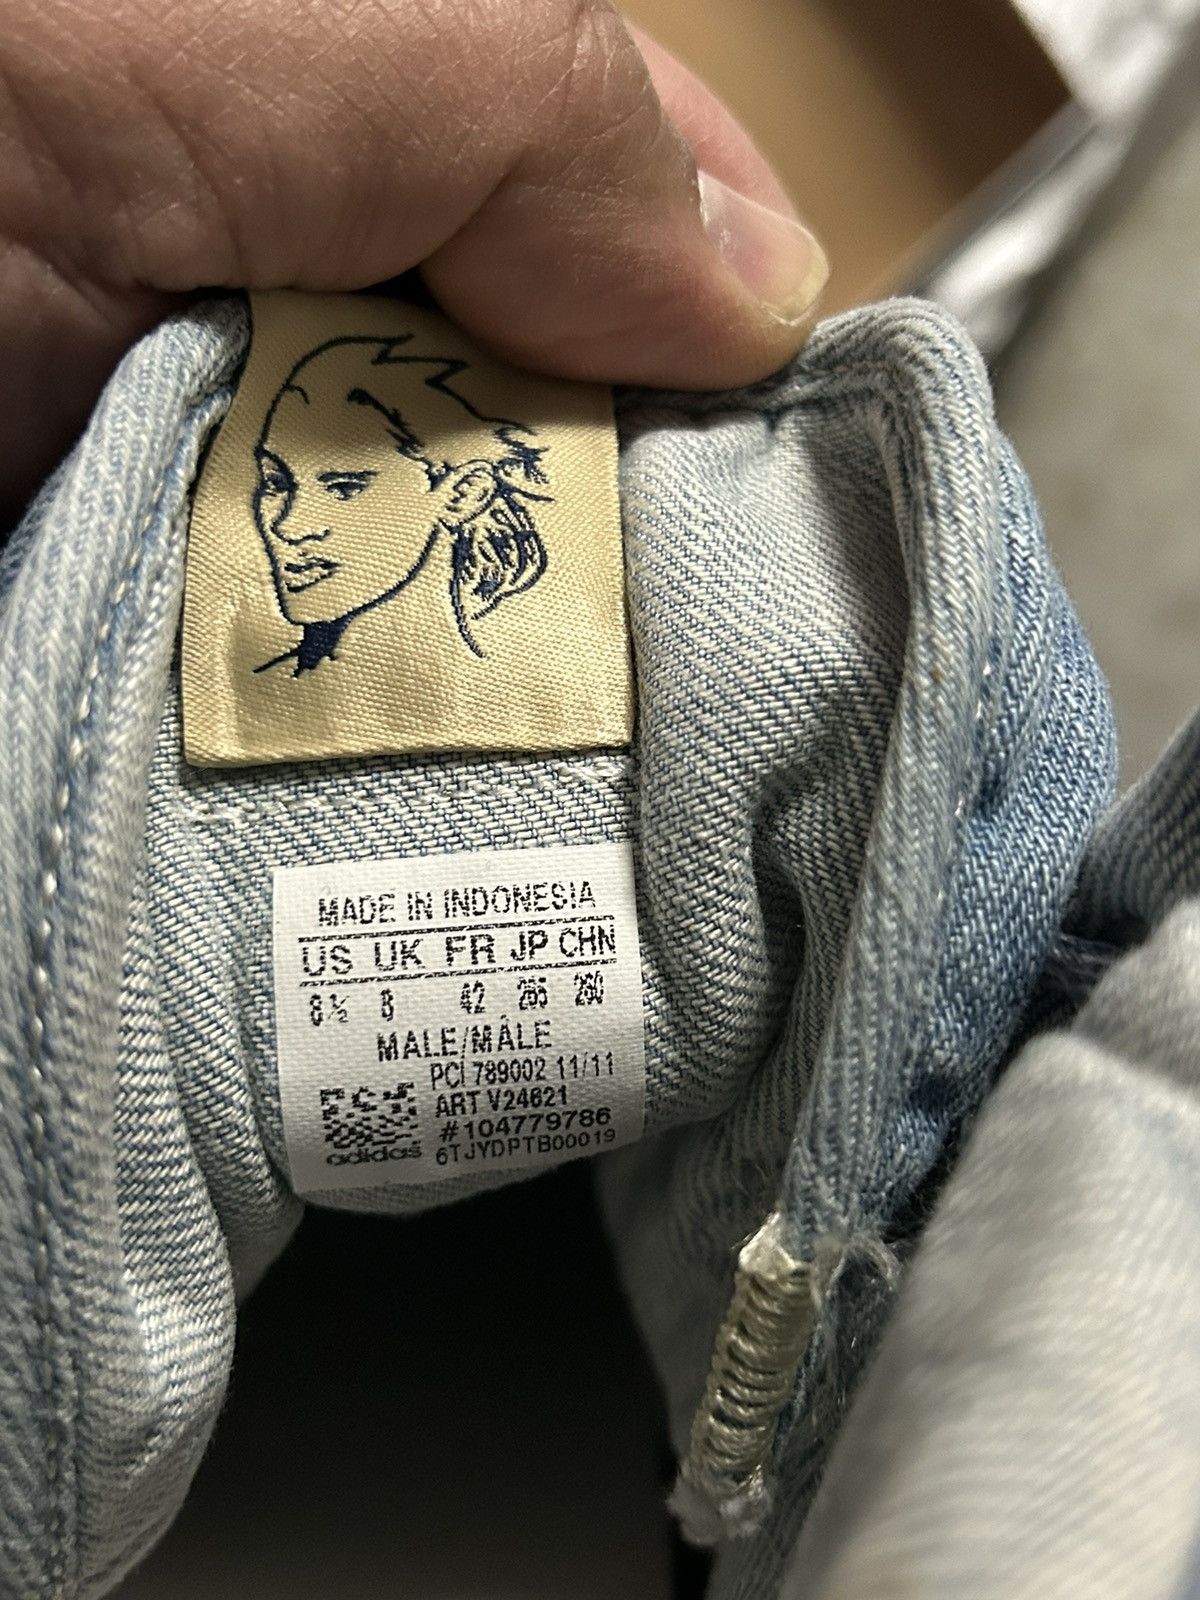 MADE IN INDONESIA
US UK FR JP CHN
8½ 8 42 265 260
MALE/MÂLE
PCI 789002 11/11
ART V24621
#104779786
adidas 6TJYDPTB00019